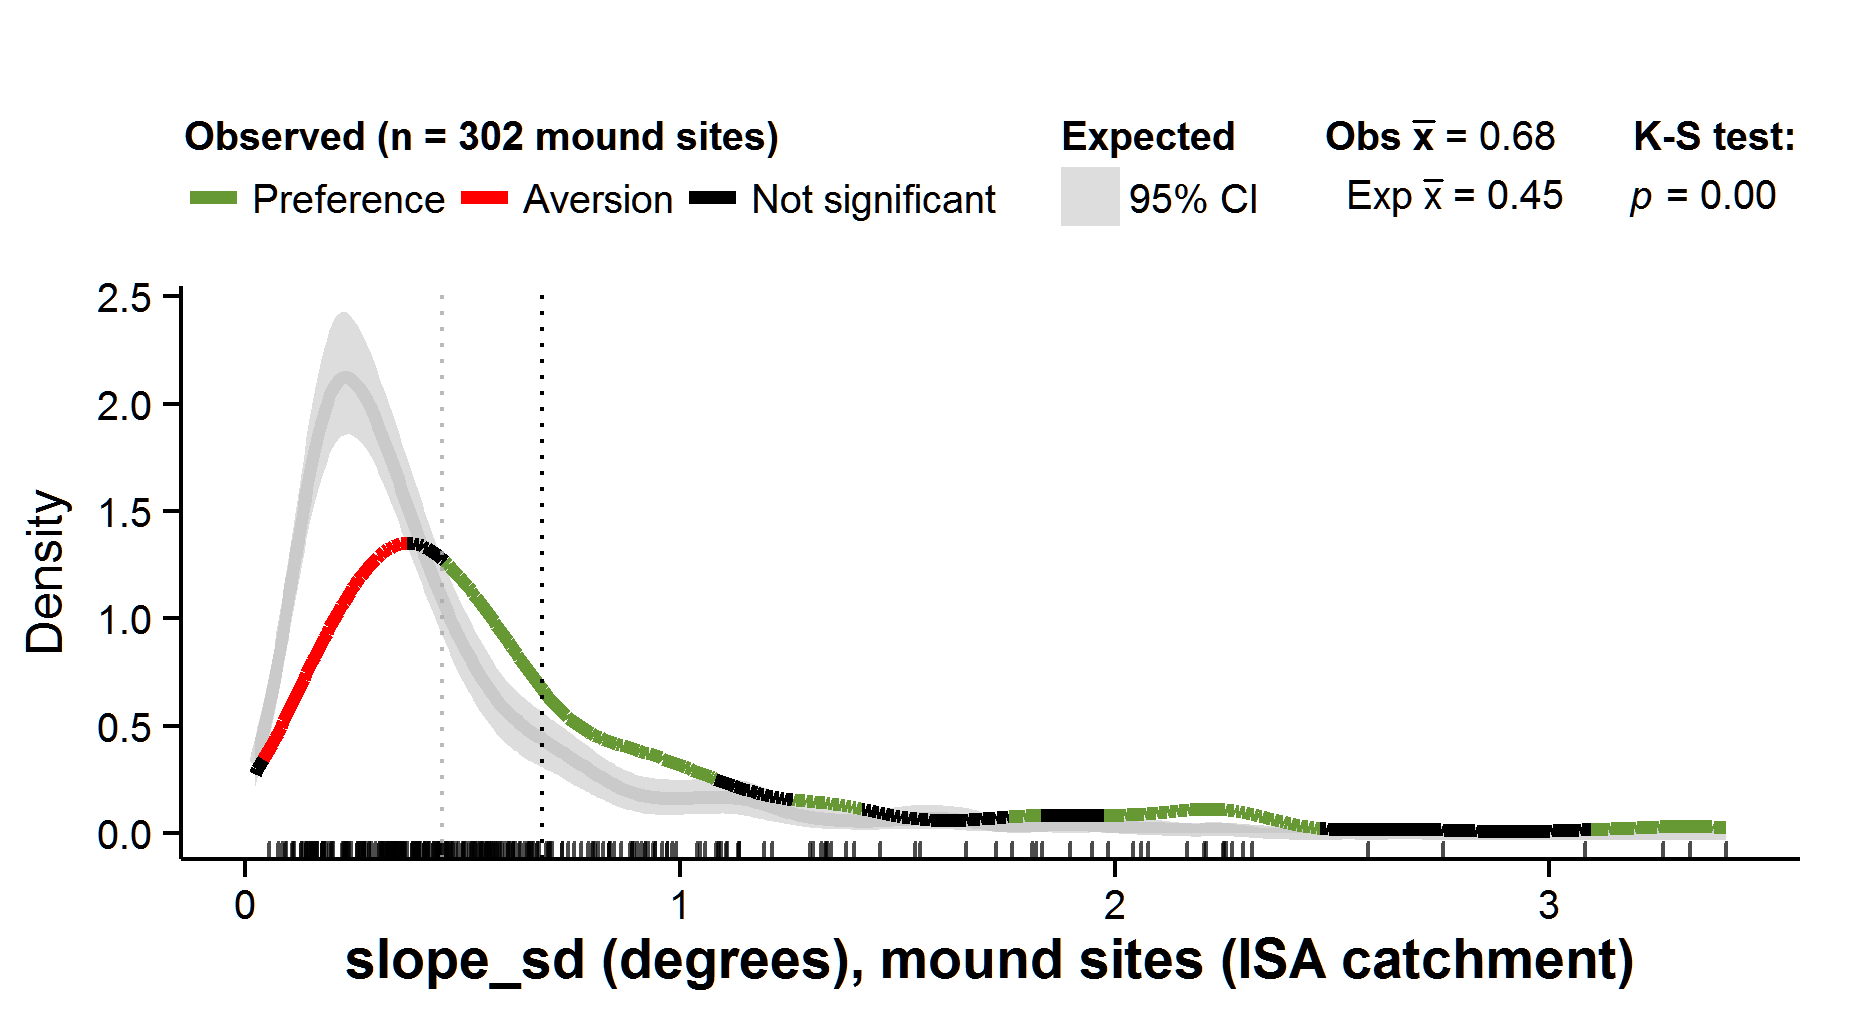 Observed (n = 302 mound sites) Expected Obs x̅ = 0.68 K-S test:
Preference Aversion Not significant 95% CI Exp x̅ = 0.45 p = 0.00
2.5
2.0
1.5
1.0
0.5
0.0
Density
0 1 2 3
slope_sd (degrees), mound sites (ISA catchment)